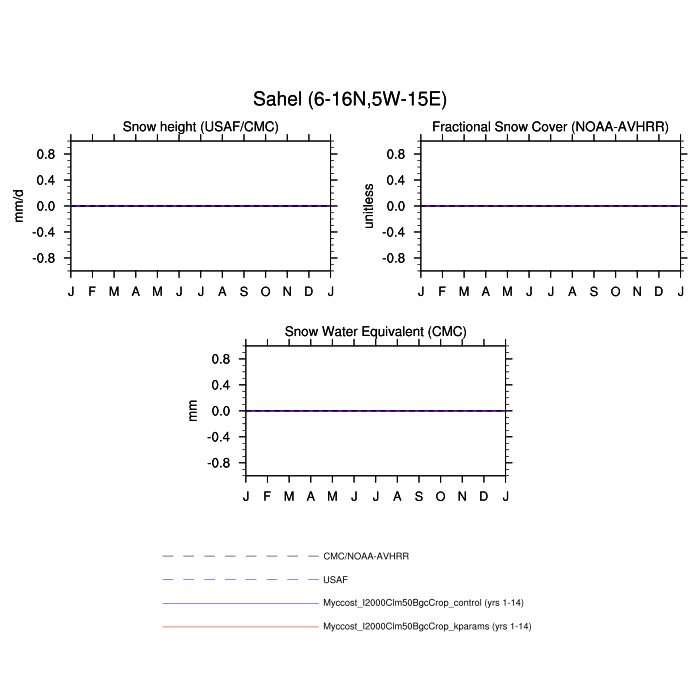 Sahel (6-16N,5W-15E)
Snow height (USAF/CMC)
Fractional Snow Cover (NOAA-AVHRR)
0.8
0.4
0.0
-0.4
-0.8
mm/d
J F M A M J J A S O N D J
0.8
0.4
0.0
-0.4
-0.8
unitless
J F M A M J J A S O N D J
Snow Water Equivalent (CMC)
0.8
0.4
0.0
-0.4
-0.8
mm
J F M A M J J A S O N D J
CMC/NOAA-AVHRR
USAF
Myccost_I2000Clm50BgcCrop_control (yrs 1-14)
Myccost_I2000Clm50BgcCrop_kparams (yrs 1-14)